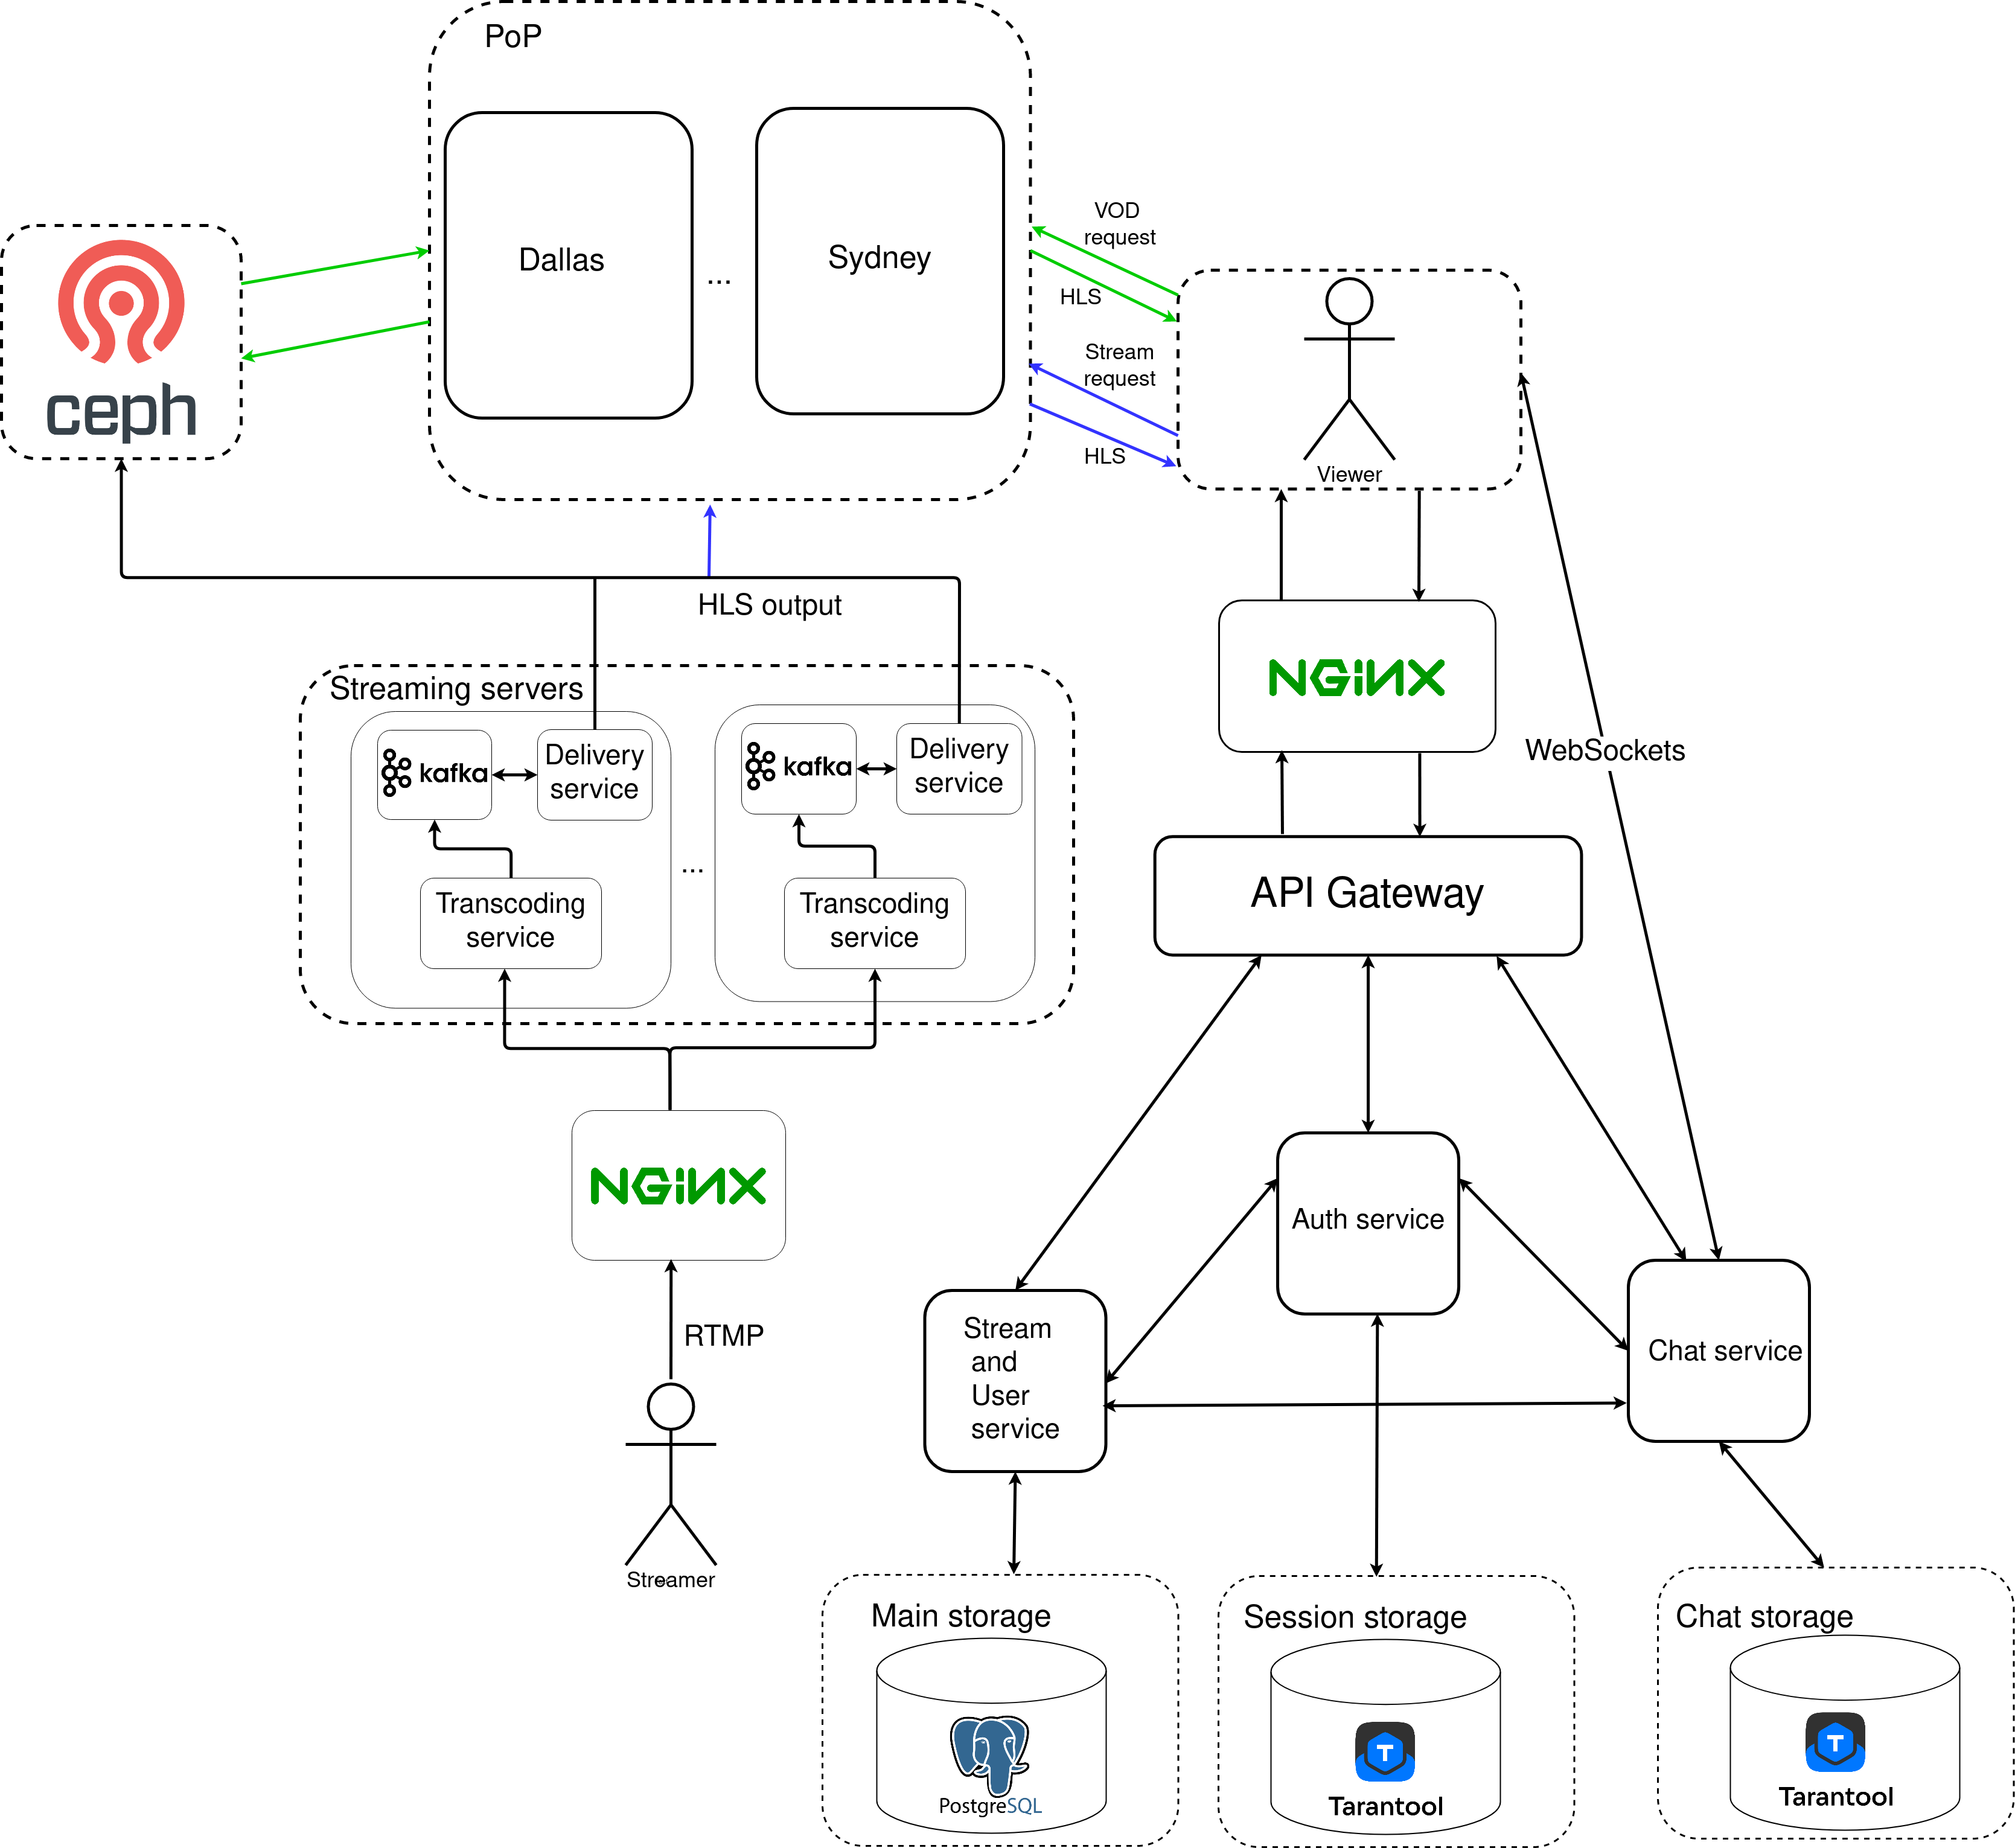 PoP
Dallas
...
Sydney
VOD
request
HLS
Stream
request
HLS
ceph
Viewer
HLS output
NGINX
WebSockets
Streaming servers
kafka
Delivery
service
kafka
Delivery
service
...
Transcoding
service
Transcoding
service
API Gateway
NGINX
Auth service
RTMP
Stream
and
User
service
Chat service
Streamer
Main storage
Session storage
Chat storage
PostgreSQL
T
Tarantool
T
Tarantool